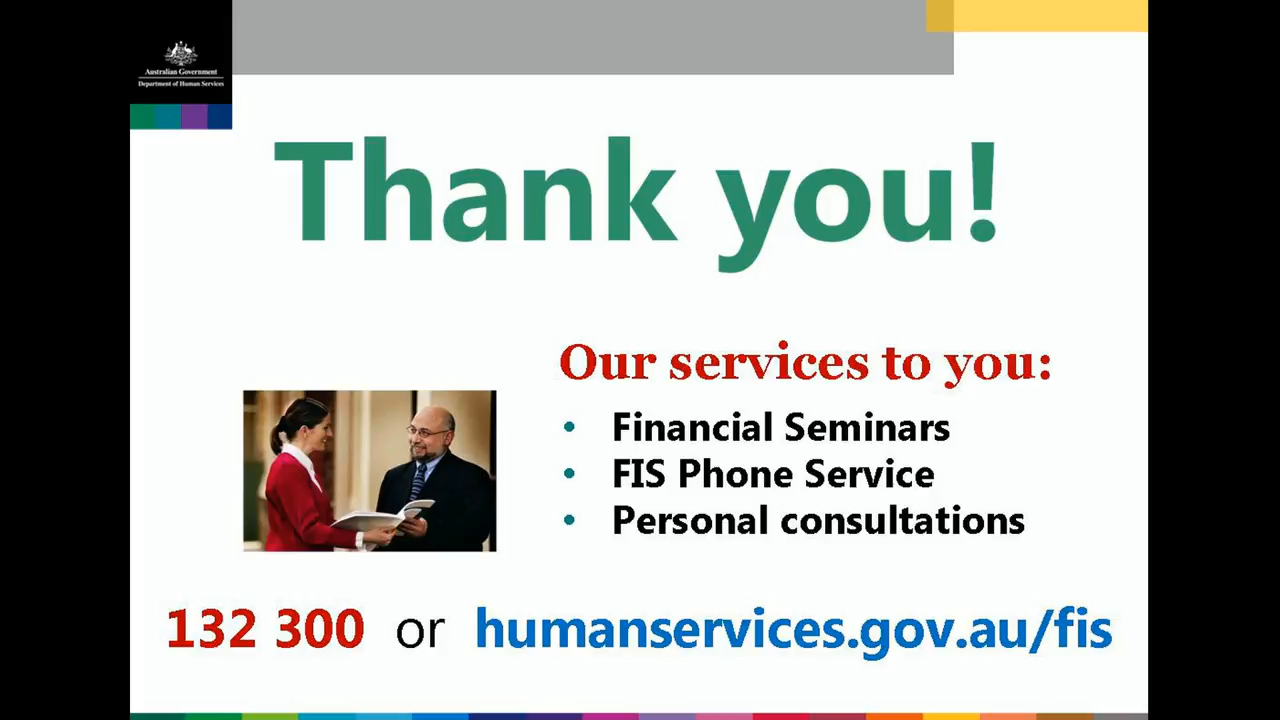 Australian Government
Department of Human Services
Thank you!
Our services to you:
• Financial Seminars
• FIS Phone Service
• Personal consultations
132 300 or humanservices.gov.au/fis